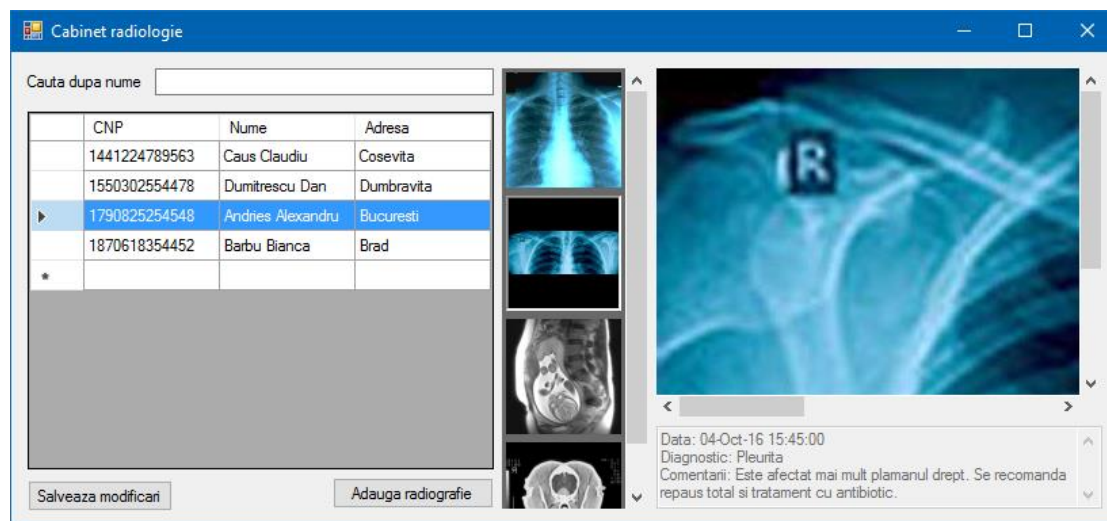 Cabinet radiologie
Cauta dupa nume
CNP Nume Adresa
1441224789563 Caus Claudiu Cosevita
1550302554478 Dumitrescu Dan Dumbravita
1790825254548 Andries Alexandru Bucuresti
1870618354452 Barbu Bianca Brad
Salveaza modificari
Adauga radiografie
R
Data: 04-Oct-16 15:45:00
Diagnostic: Pleurita
Comentarii: Este afectat mai mult plamanul drept. Se recomanda
repaus total si tratament cu antibiotic.